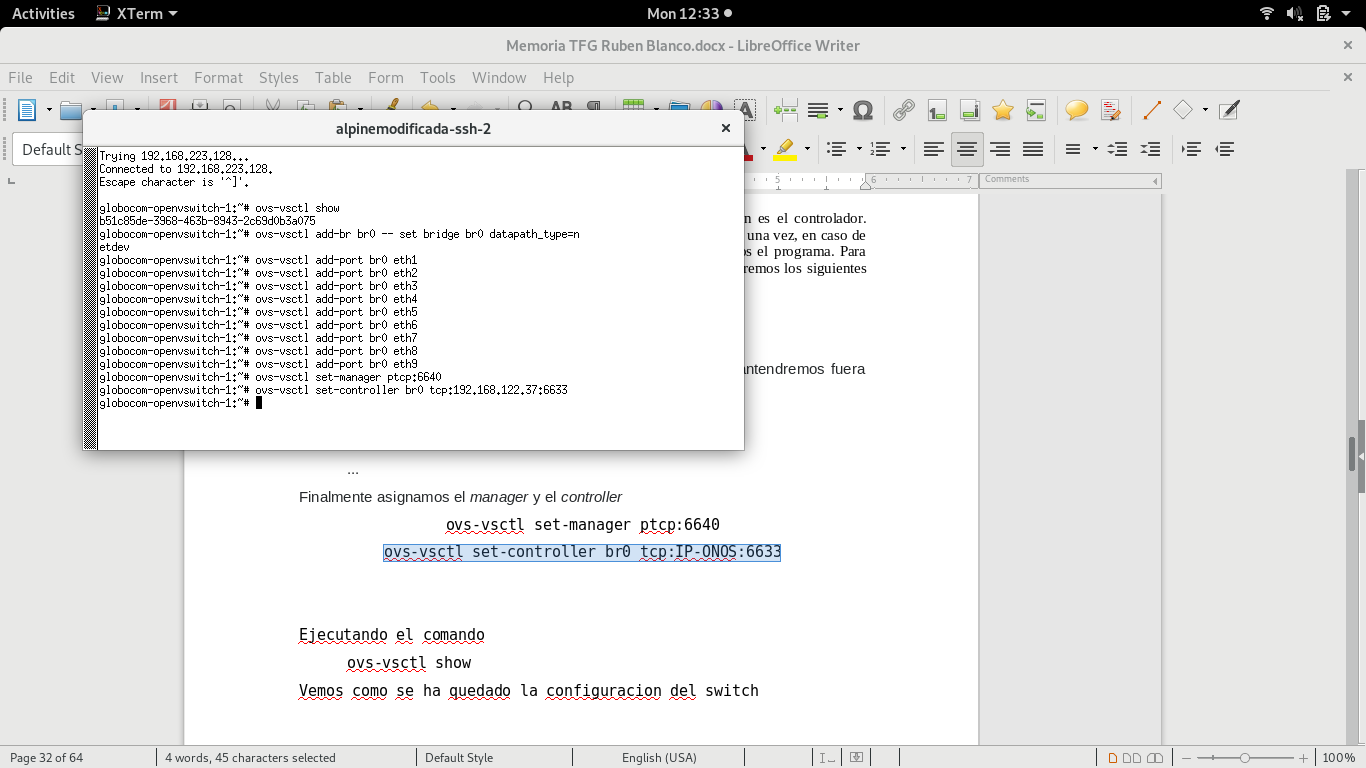 Activities XTerm Mon 12:33
Memoria TFG Ruben Blanco.docx - LibreOffice Writer
File Edit View Insert Format Styles Table Form Tools Window Help
alpinemodificada-ssh-2
Default S
5 6 7 Comments
Trying 192.168.223.128...
Connected to 192.168.223.128.
Escape character is '^]'.
globocom-openvswitch-1:~# ovs-vsctl show
b51c85de-3968-463b-8943-2c69d0b3a075
globocom-openvswitch-1:~# ovs-vsctl add-br br0 -- set bridge br0 datapath_type=n
etdev
globocom-openvswitch-1:~# ovs-vsctl add-port br0 eth1
globocom-openvswitch-1:~# ovs-vsctl add-port br0 eth2
globocom-openvswitch-1:~# ovs-vsctl add-port br0 eth3
globocom-openvswitch-1:~# ovs-vsctl add-port br0 eth4
globocom-openvswitch-1:~# ovs-vsctl add-port br0 eth5
globocom-openvswitch-1:~# ovs-vsctl add-port br0 eth6
globocom-openvswitch-1:~# ovs-vsctl add-port br0 eth7
globocom-openvswitch-1:~# ovs-vsctl add-port br0 eth8
globocom-openvswitch-1:~# ovs-vsctl add-port br0 eth9
globocom-openvswitch-1:~# ovs-vsctl set-manager ptcp:6640
globocom-openvswitch-1:~# ovs-vsctl set-controller br0 tcp:192.168.122.37:6633
globocom-openvswitch-1:~#
n es el controlador.
una vez, en caso de
os el programa. Para
remos los siguientes
antendremos fuera
...
Finalmente asignamos el manager y el controller
ovs-vsctl set-manager ptcp:6640
ovs-vsctl set-controller br0 tcp:IP-ONOS:6633
Ejecutando el comando
ovs-vsctl show
Vemos como se ha quedado la configuracion del switch
Page 32 of 64 4 words, 45 characters selected Default Style English (USA) 100%